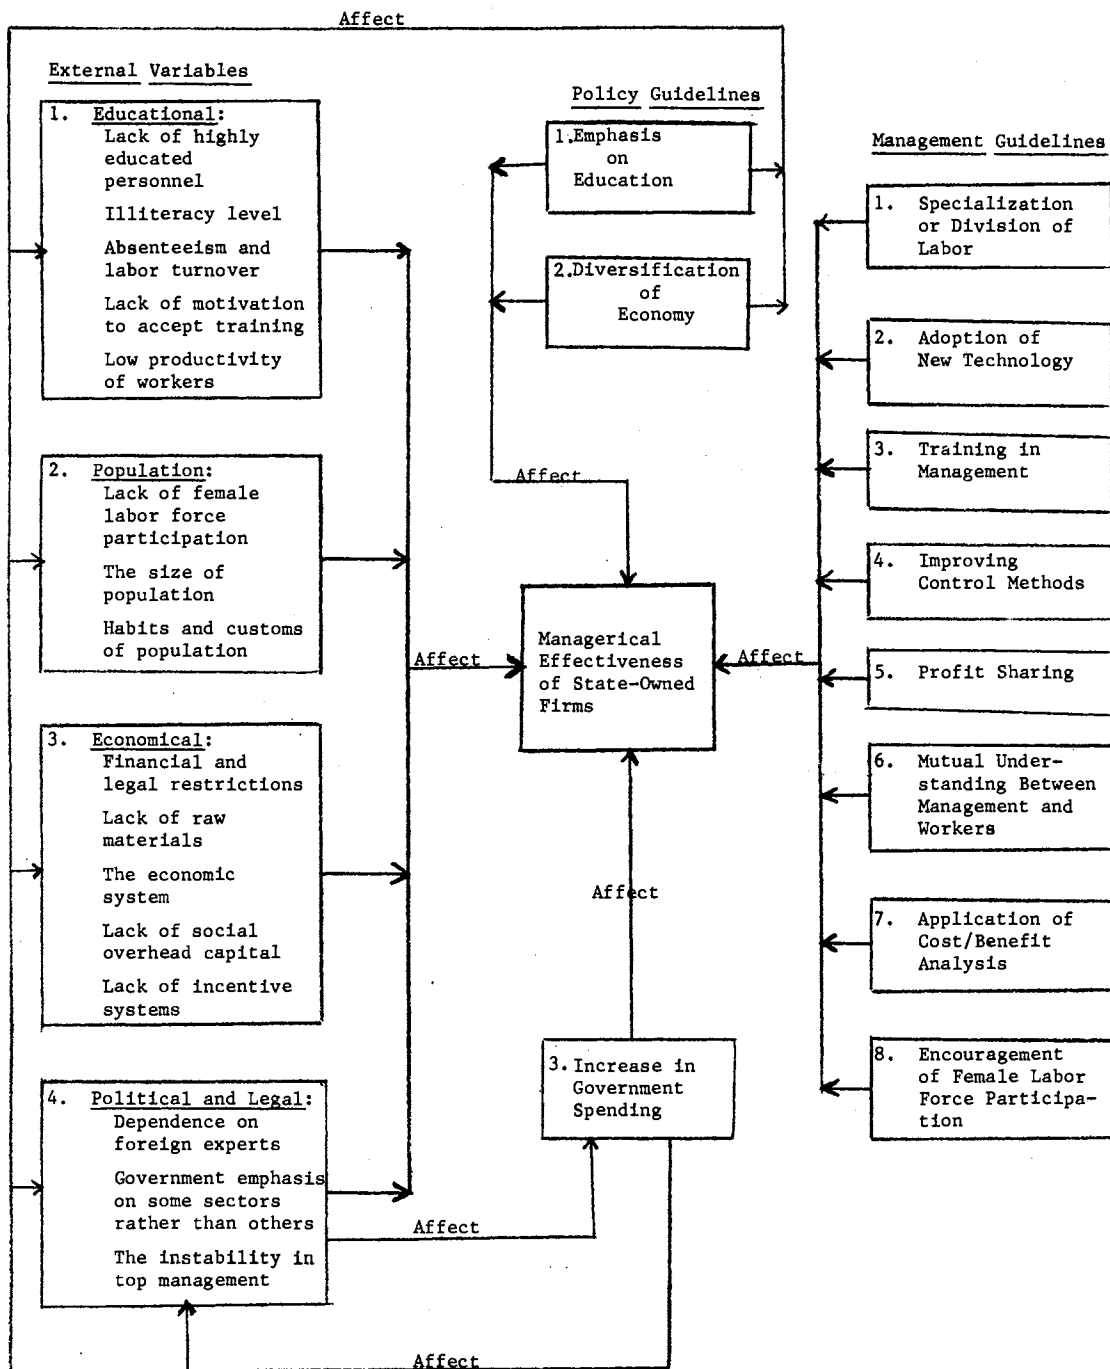 Affect
External Variables
1. Educational:
Lack of highly
educated
personnel
Illiteracy level
Absenteeism and
labor turnover
Lack of motivation
to accept training
Low productivity
of workers
2. Population:
Lack of female
labor force
participation
The size of
population
Habits and customs
of population
3. Economical:
Financial and
legal restrictions
Lack of raw
materials
The economic
system
Lack of social
overhead capital
Lack of incentive
systems
4. Political and Legal:
Dependence on
foreign experts
Government emphasis
on some sectors
rather than others
The instability in
top management
Affect
Policy Guidelines
1. Emphasis
on
Education
2. Diversification
of
Economy
Affect
Managerical
Effectiveness
of State-Owned
Firms
Affect
Affect
3. Increase in
Government
Spending
Affect
Affect
Management Guidelines
1. Specialization
or Division of
Labor
2. Adoption of
New Technology
3. Training in
Management
4. Improving
Control Methods
5. Profit Sharing
6. Mutual Under-
standing Between
Management and
Workers
7. Application of
Cost/Benefit
Analysis
8. Encouragement
of Female Labor
Force Participa-
tion